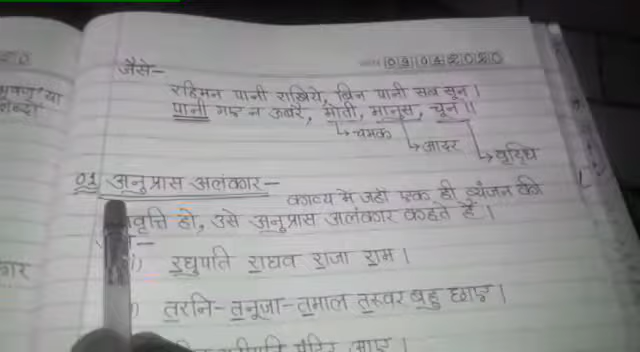 जैसे-
रहिमन पानी राखिये, बिन पानी सब सून।
पानी गए न ऊबरे, मोती, मानुस, चून॥
चमक
आदर
वृद्धि
01 अनुप्रास अलंकार-
काव्य में जहाँ एक ही व्यंजन की
वृत्ति हो, उसे अनुप्रास अलंकार कहते हैं।
रघुपति राघव राजा राम।
तरनि-तनूजा-तमाल तरुवर बहु छाए।